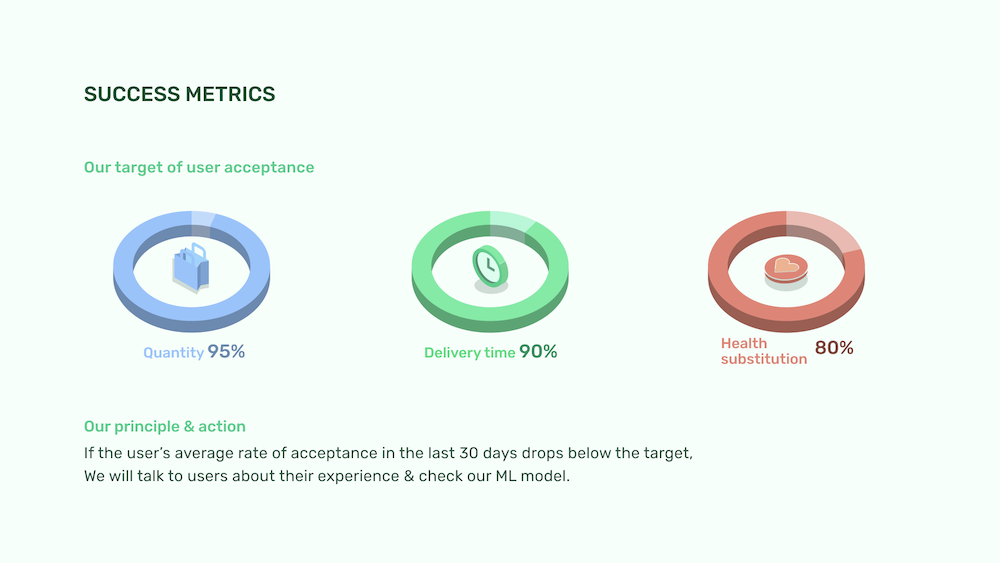 SUCCESS METRICS
Our target of user acceptance
Quantity 95%
Delivery time 90%
Health
substitution 80%
Our principle & action
If the user’s average rate of acceptance in the last 30 days drops below the target,
We will talk to users about their experience & check our ML model.